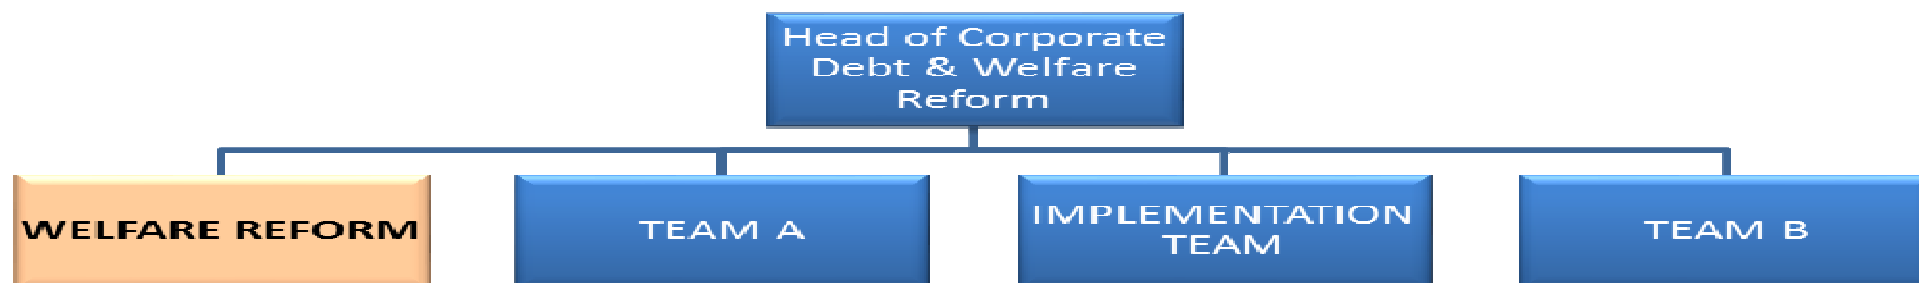 Head of Corporate
Debt & Welfare
Reform
WELFARE REFORM
TEAM A
IMPLEMENTATION
TEAM
TEAM B